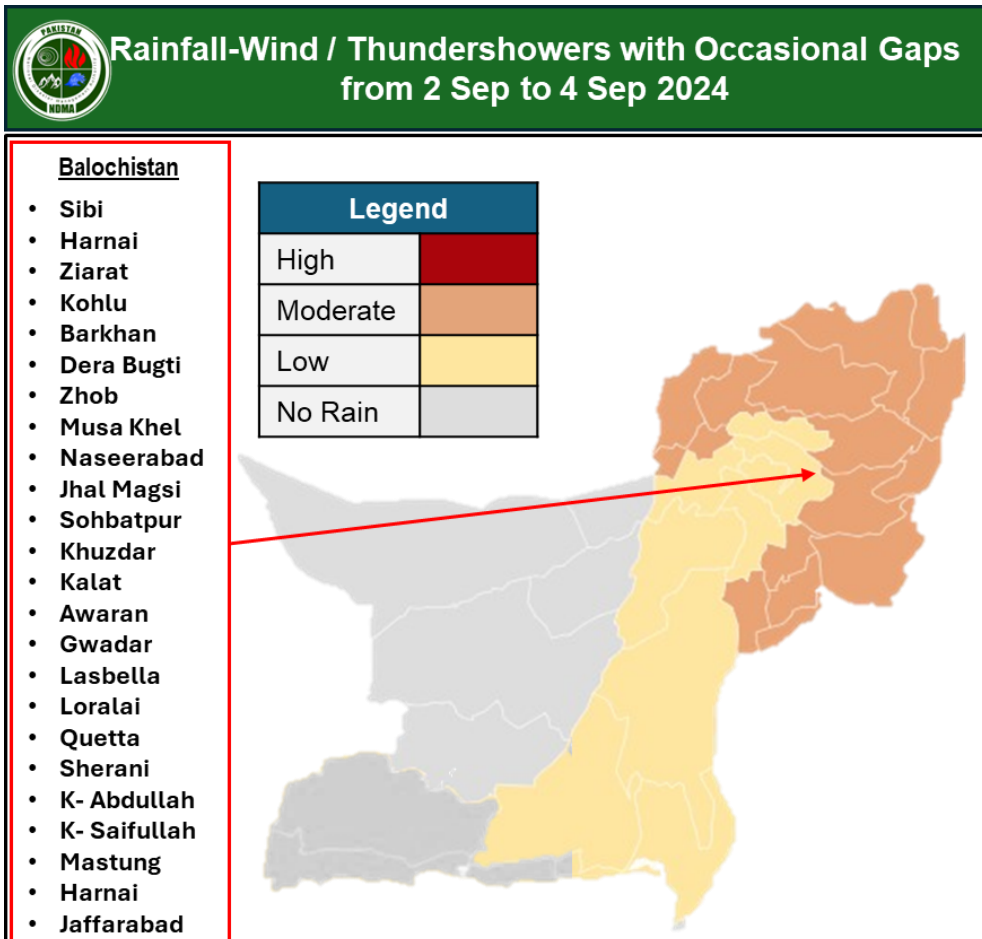 PAKISTAN
NDMA
Rainfall-Wind / Thundershowers with Occasional Gaps
from 2 Sep to 4 Sep 2024
Balochistan
• Sibi
• Harnai
• Ziarat
• Kohlu
• Barkhan
• Dera Bugti
• Zhob
• Musa Khel
• Naseerabad
• Jhal Magsi
• Sohbatpur
• Khuzdar
• Kalat
• Awaran
• Gwadar
• Lasbella
• Loralai
• Quetta
• Sherani
• K- Abdullah
• K- Saifullah
• Mastung
• Harnai
• Jaffarabad
Legend
High
Moderate
Low
No Rain